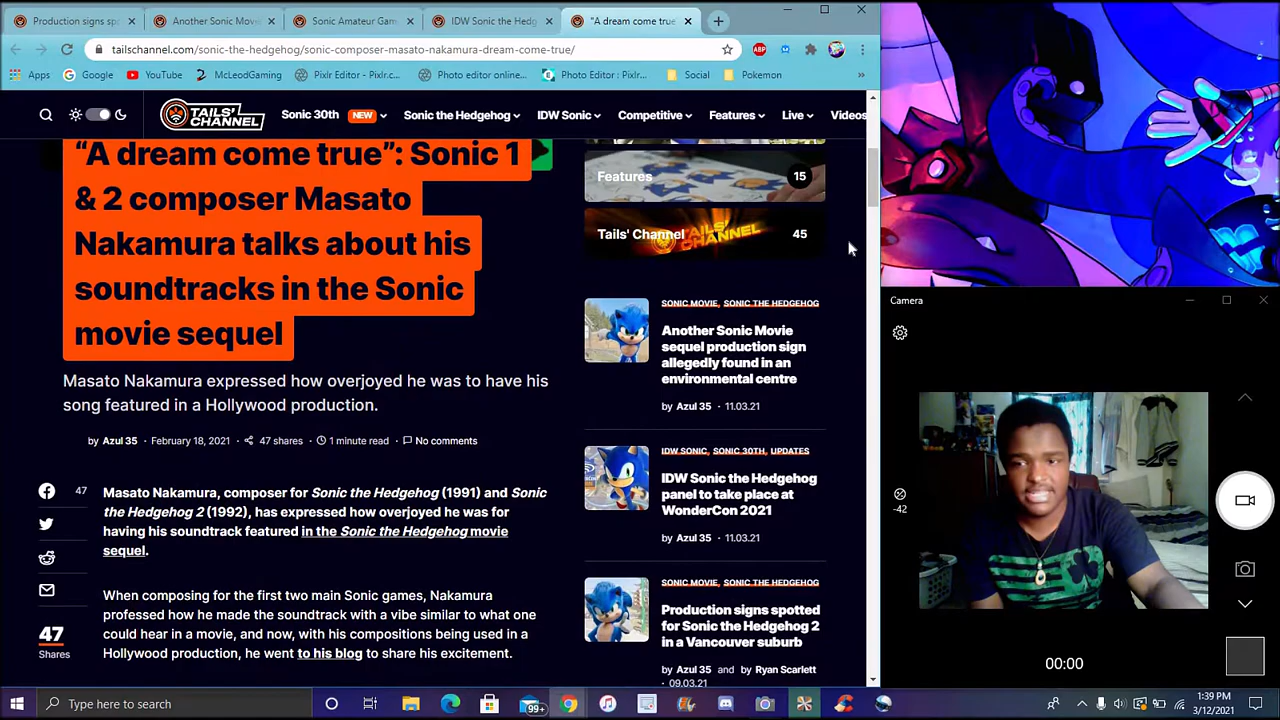 Production signs sp
Another Sonic Movie
Sonic Amateur Gam
IDW Sonic the Hedg
"A dream come true
tailschannel.com/sonic-the-hedgehog/sonic-composer-masato-nakamura-dream-come-true/
ABP
Apps
Google
YouTube
McLeodGaming
Pixlr Editor - Pixlr.c...
Photo editor online...
Photo Editor : Pixlr...
Social
Pokemon
»
TAILS' CHANNEL
Sonic 30th NEW
Sonic the Hedgehog
IDW Sonic
Competitive
Features
Live
Videos
“A dream come true”: Sonic 1
& 2 composer Masato
Nakamura talks about his
soundtracks in the Sonic
movie sequel
Masato Nakamura expressed how overjoyed he was to have his
song featured in a Hollywood production.
by Azul 35 · February 18, 2021 · 47 shares · 1 minute read · No comments
47
Masato Nakamura, composer for Sonic the Hedgehog (1991) and Sonic
the Hedgehog 2 (1992), has expressed how overjoyed he was for
having his soundtrack featured in the Sonic the Hedgehog movie
sequel.
When composing for the first two main Sonic games, Nakamura
professed how he made the soundtrack with a vibe similar to what one
could hear in a movie, and now, with his compositions being used in a
Hollywood production, he went to his blog to share his excitement.
47
Shares
Features 15
Tails' Channel 45
TAILS' CHANNEL
SONIC MOVIE, SONIC THE HEDGEHOG
Another Sonic Movie
sequel production sign
allegedly found in an
environmental centre
by Azul 35 · 11.03.21
IDW SONIC, SONIC 30TH, UPDATES
IDW Sonic the Hedgehog
panel to take place at
WonderCon 2021
by Azul 35 · 11.03.21
SONIC MOVIE, SONIC THE HEDGEHOG
Production signs spotted
for Sonic the Hedgehog 2
in a Vancouver suburb
by Azul 35 and by Ryan Scarlett
· 09.03.21
Camera
-42
00:00
Type here to search
99+
1:39 PM
3/12/2021